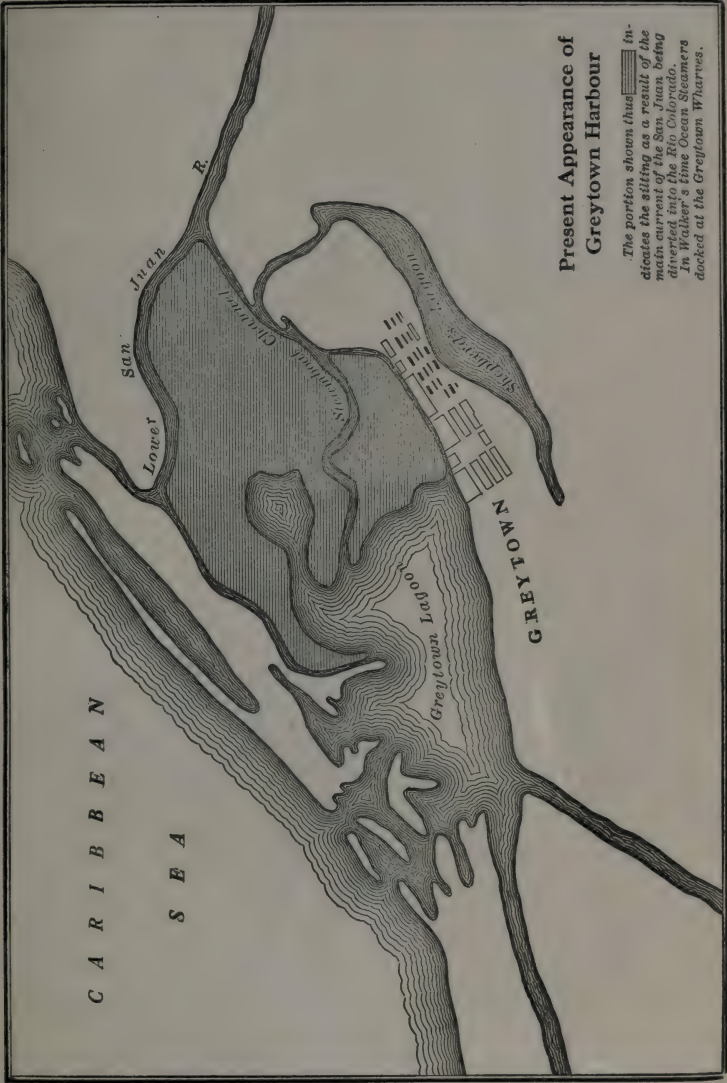 CARIBBEAN
SEA
Lower San Juan R.
Steamboat Channel
Shepherd's Lagoon
Greytown Lagoon
GREYTOWN
Present Appearance of
Greytown Harbour
The portion shown thus in-
dicates the silting as a result of the
main current of the San Juan being
diverted into the Rio Colorado.
In Walker's time Ocean Steamers
docked at the Greytown Wharves.